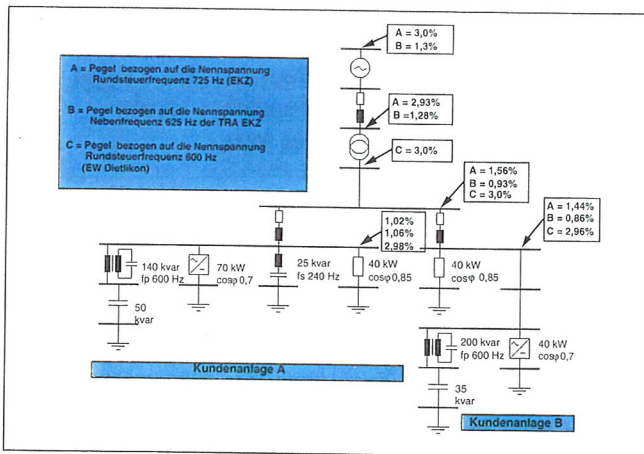 A = 3,0%
B = 1,3%
A = Pegel bezogen auf die Nennspannung
Rundsteuerfrequenz 725 Hz (EKZ)
B = Pegel bezogen auf die Nennspannung
Nebenfrequenz 625 Hz der TRA EKZ
C = Pegel bezogen auf die Nennspannung
Rundsteuerfrequenz 600 Hz
(EW Dietlikon)
A = 2,93%
B =1,28%
C = 3,0%
A = 1,56%
B = 0,93%
C = 3,0%
A = 1,44%
B = 0,86%
C = 2,96%
1,02%
1,06%
2,98%
140 kvar
fp 600 Hz
70 kW
cosφ 0,7
25 kvar
fs 240 Hz
40 kW
cosφ 0,85
40 kW
cosφ 0,85
50
kvar
200 kvar
fp 600 Hz
40 kW
cosφ 0,7
Kundenanlage A
35
kvar
Kundenanlage B